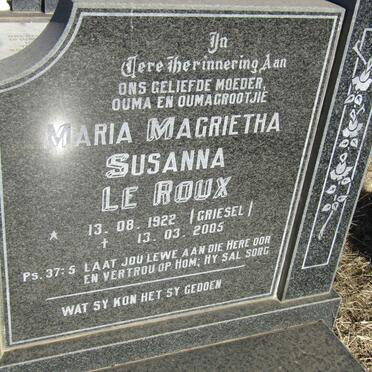 In
Tere Herinnering Aan
ONS GELIEFDE MOEDER,
OUMA EN OUMAGROOTJIE
MARIA MAGRIETHA
SUSANNA
LE ROUX
* 13.08.1922 (GRIESEL)
† 13.03.2005
Ps. 37:5 LAAT JOU LEWE AAN DIE HERE OOR
EN VERTROU OP HOM; HY SAL SORG
WAT SY KON HET SY GEDOEN